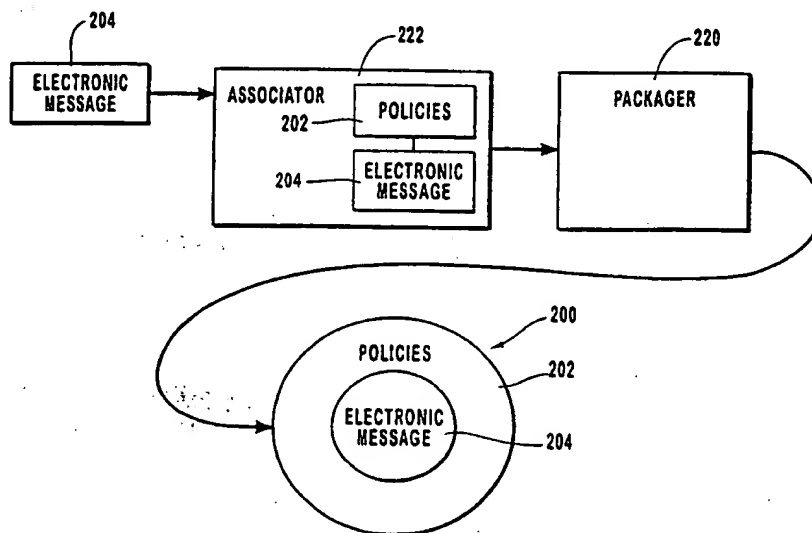 204
ELECTRONIC
MESSAGE
222
ASSOCIATOR
POLICIES
202
204
ELECTRONIC
MESSAGE
220
PACKAGER
200
POLICIES
202
ELECTRONIC
MESSAGE
204